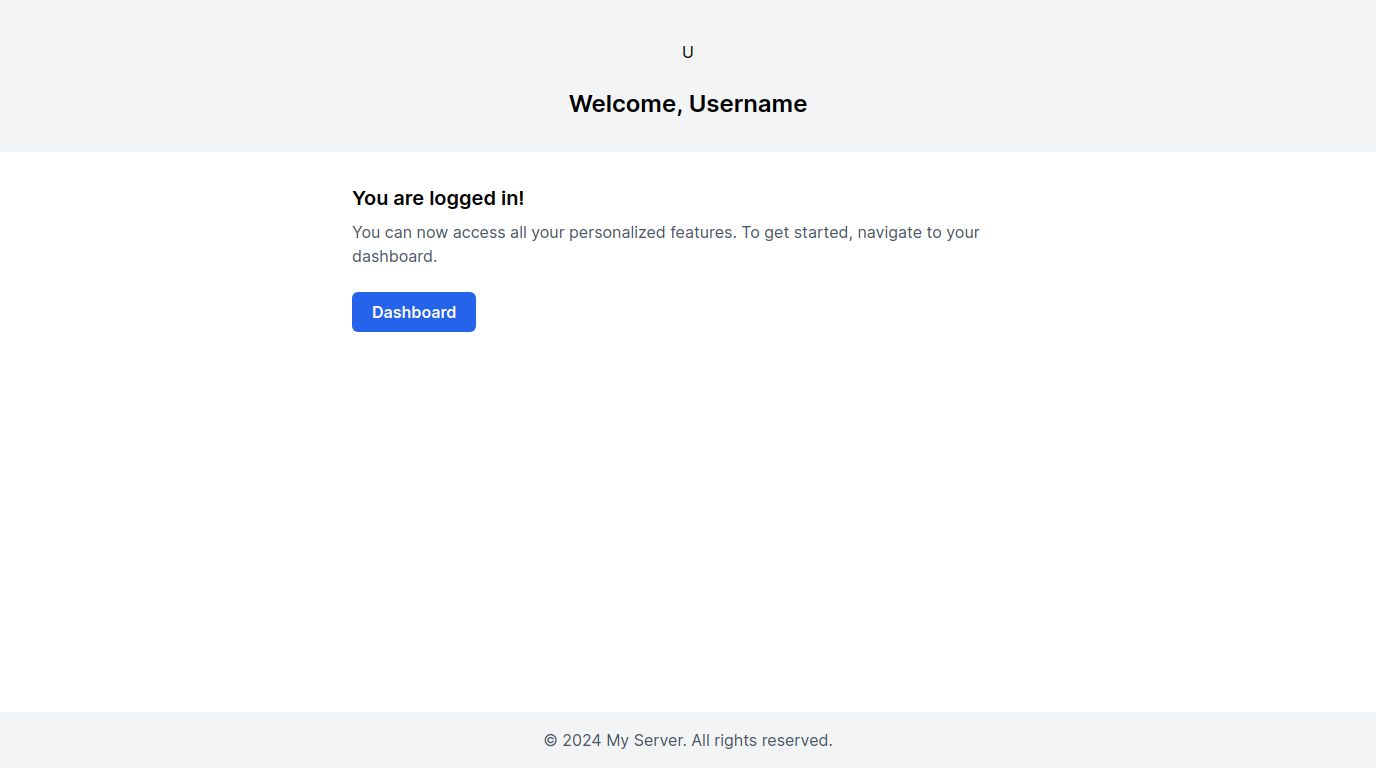 U
Welcome, Username
You are logged in!
You can now access all your personalized features. To get started, navigate to your
dashboard.
Dashboard
© 2024 My Server. All rights reserved.